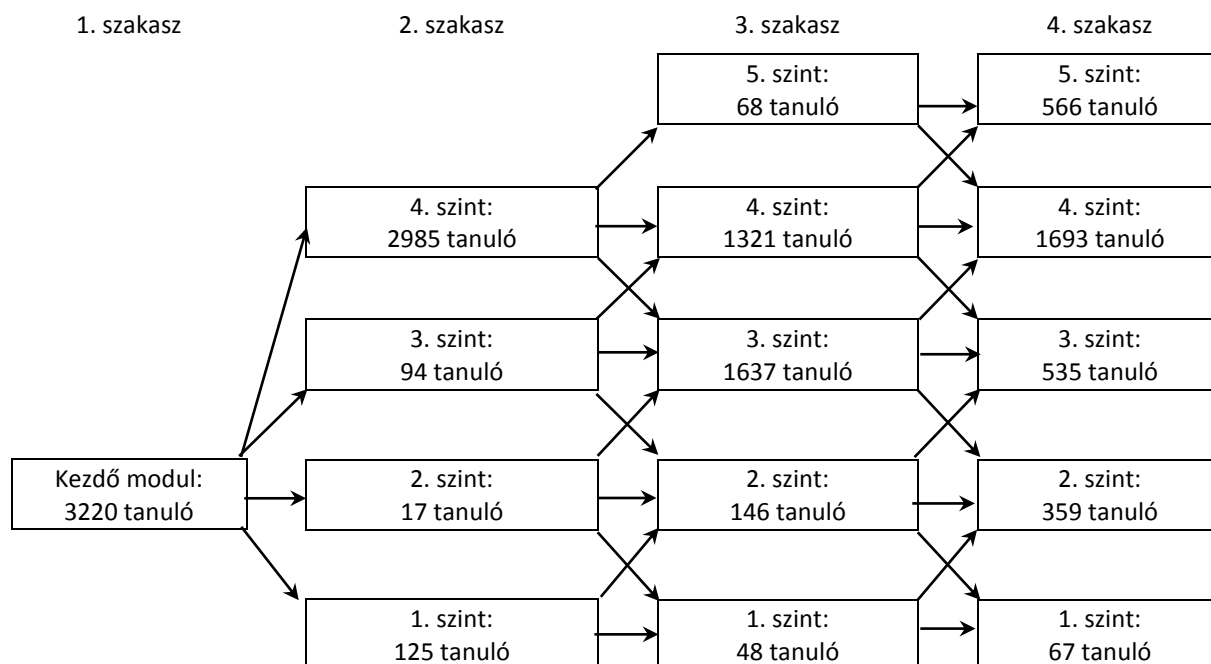 1. szakasz
2. szakasz
3. szakasz
4. szakasz
5. szint:
68 tanuló
5. szint:
566 tanuló
4. szint:
2985 tanuló
4. szint:
1321 tanuló
4. szint:
1693 tanuló
3. szint:
94 tanuló
3. szint:
1637 tanuló
3. szint:
535 tanuló
Kezdő modul:
3220 tanuló
2. szint:
17 tanuló
2. szint:
146 tanuló
2. szint:
359 tanuló
1. szint:
125 tanuló
1. szint:
48 tanuló
1. szint:
67 tanuló